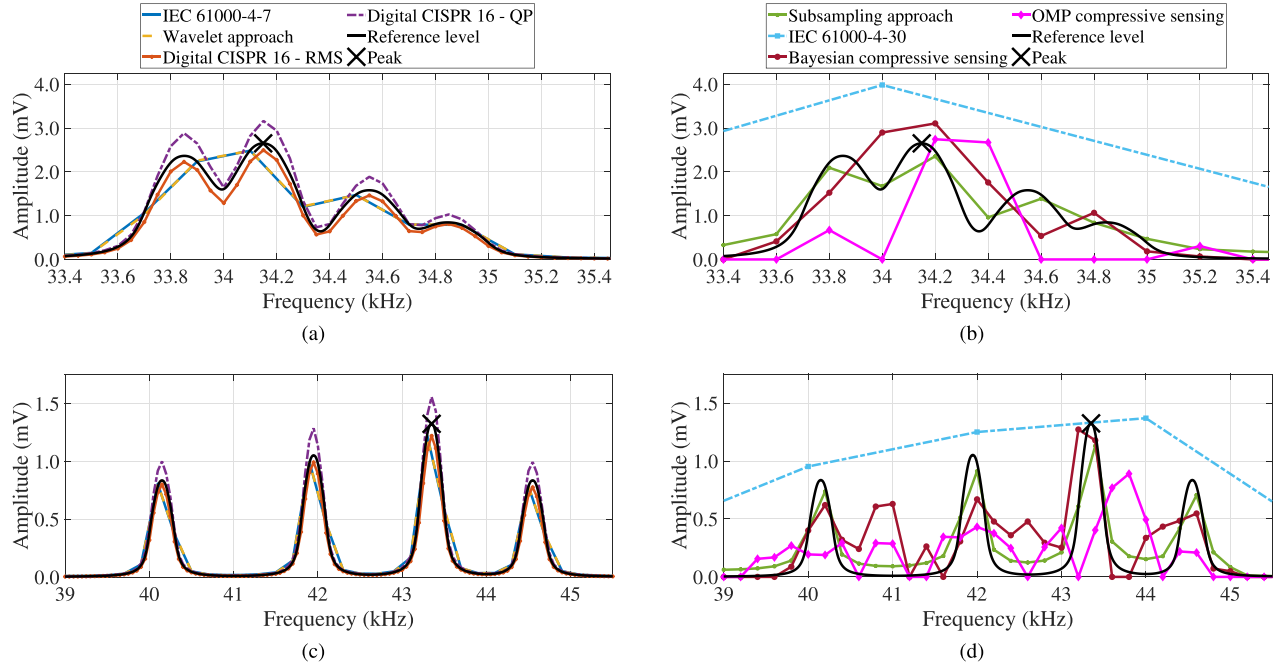 IEC 61000-4-7
Wavelet approach
Digital CISPR 16 - RMS
Digital CISPR 16 - QP
Reference level
Peak
4.0
3.0
2.0
1.0
0.0
Amplitude (mV)
33.4 33.6 33.8 34 34.2 34.4 34.6 34.8 35 35.2 35.4
Frequency (kHz)
(a)
Subsampling approach
IEC 61000-4-30
Bayesian compressive sensing
OMP compressive sensing
Reference level
Peak
4.0
3.0
2.0
1.0
0.0
Amplitude (mV)
33.4 33.6 33.8 34 34.2 34.4 34.6 34.8 35 35.2 35.4
Frequency (kHz)
(b)
1.5
1.0
0.5
0.0
Amplitude (mV)
39 40 41 42 43 44 45
Frequency (kHz)
(c)
1.5
1.0
0.5
0.0
Amplitude (mV)
39 40 41 42 43 44 45
Frequency (kHz)
(d)